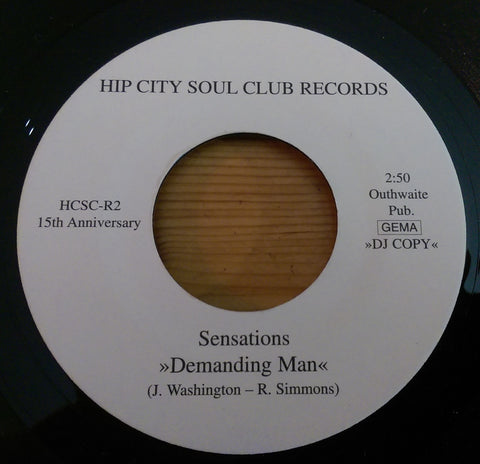 HIP CITY SOUL CLUB RECORDS
HCSC-R2
15th Anniversary
2:50
Outhwaite
Pub.
GEMA
»DJ COPY«
Sensations
»Demanding Man«
(J. Washington – R. Simmons)